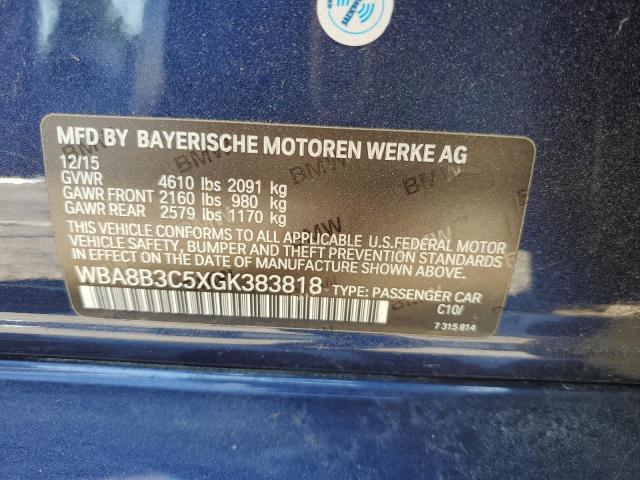 MFD BY BAYERISCHE MOTOREN WERKE AG
12/15
GVWR 4610 lbs 2091 kg
GAWR FRONT 2160 lbs 980 kg
GAWR REAR 2579 lbs 1170 kg
THIS VEHICLE CONFORMS TO ALL APPLICABLE U.S.FEDERAL MOTOR
VEHICLE SAFETY, BUMPER AND THEFT PREVENTION STANDARDS
IN EFFECT ON THE DATE OF MANUFACTURE SHOWN ABOVE.
WBA8B3C5XGK383818 TYPE: PASSENGER CAR
C10/
7 315 814